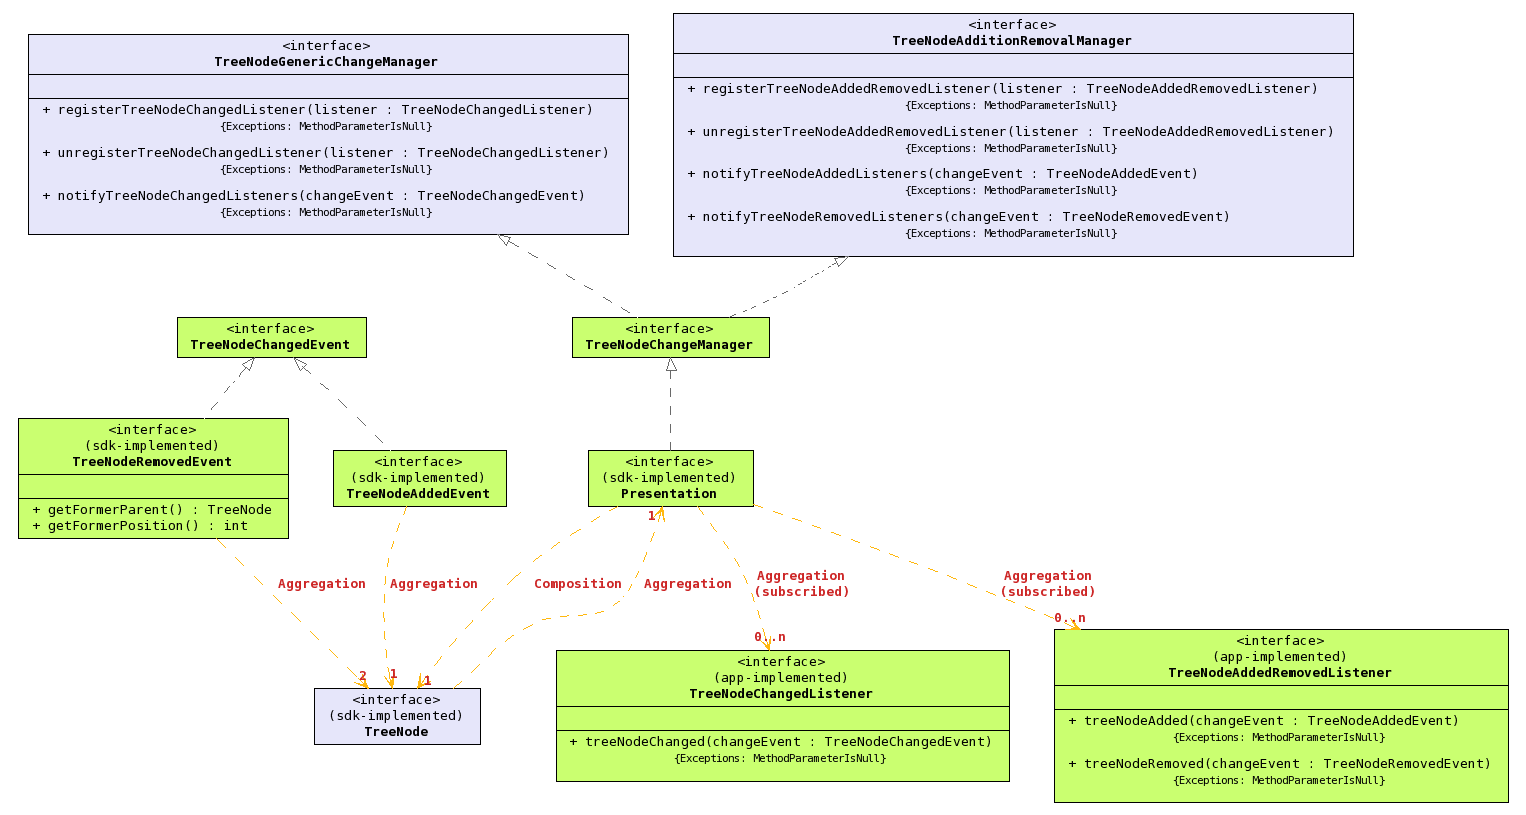 <interface>
TreeNodeGenericChangeManager
+ registerTreeNodeChangedListener(listener : TreeNodeChangedListener)
{Exceptions: MethodParameterIsNull}
+ unregisterTreeNodeChangedListener(listener : TreeNodeChangedListener)
{Exceptions: MethodParameterIsNull}
+ notifyTreeNodeChangedListeners(changeEvent : TreeNodeChangedEvent)
{Exceptions: MethodParameterIsNull}
<interface>
TreeNodeAdditionRemovalManager
+ registerTreeNodeAddedRemovedListener(listener : TreeNodeAddedRemovedListener)
{Exceptions: MethodParameterIsNull}
+ unregisterTreeNodeAddedRemovedListener(listener : TreeNodeAddedRemovedListener)
{Exceptions: MethodParameterIsNull}
+ notifyTreeNodeAddedListeners(changeEvent : TreeNodeAddedEvent)
{Exceptions: MethodParameterIsNull}
+ notifyTreeNodeRemovedListeners(changeEvent : TreeNodeRemovedEvent)
{Exceptions: MethodParameterIsNull}
<interface>
TreeNodeChangedEvent
<interface>
TreeNodeChangeManager
<interface>
(sdk-implemented)
TreeNodeRemovedEvent
+ getFormerParent() : TreeNode
+ getFormerPosition() : int
<interface>
(sdk-implemented)
TreeNodeAddedEvent
<interface>
(sdk-implemented)
Presentation
1
Aggregation
Aggregation
Composition
Aggregation
Aggregation
(subscribed)
Aggregation
(subscribed)
2
1
1
0..n
0..n
<interface>
(sdk-implemented)
TreeNode
<interface>
(app-implemented)
TreeNodeChangedListener
+ treeNodeChanged(changeEvent : TreeNodeChangedEvent)
{Exceptions: MethodParameterIsNull}
<interface>
(app-implemented)
TreeNodeAddedRemovedListener
+ treeNodeAdded(changeEvent : TreeNodeAddedEvent)
{Exceptions: MethodParameterIsNull}
+ treeNodeRemoved(changeEvent : TreeNodeRemovedEvent)
{Exceptions: MethodParameterIsNull}